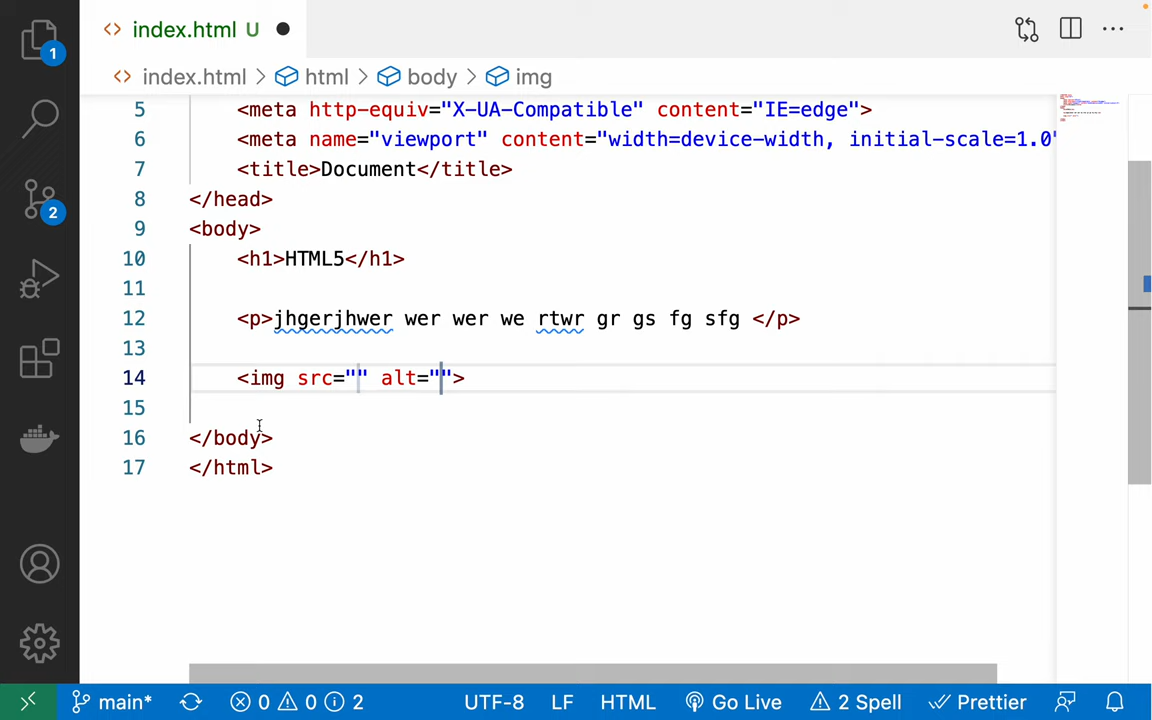 index.html U
1
index.html > html > body > img
5 <meta http-equiv="X-UA-Compatible" content="IE=edge">
6 <meta name="viewport" content="width=device-width, initial-scale=1.0"
7 <title>Document</title>
8 </head>
9 <body>
10 <h1>HTML5</h1>
11
12 <p>jhgerjhwer wer wer we rtwr gr gs fg sfg </p>
13
14 <img src="" alt="">
15
16 </body>
17 </html>
2
main* 0 0 2 UTF-8 LF HTML Go Live 2 Spell Prettier